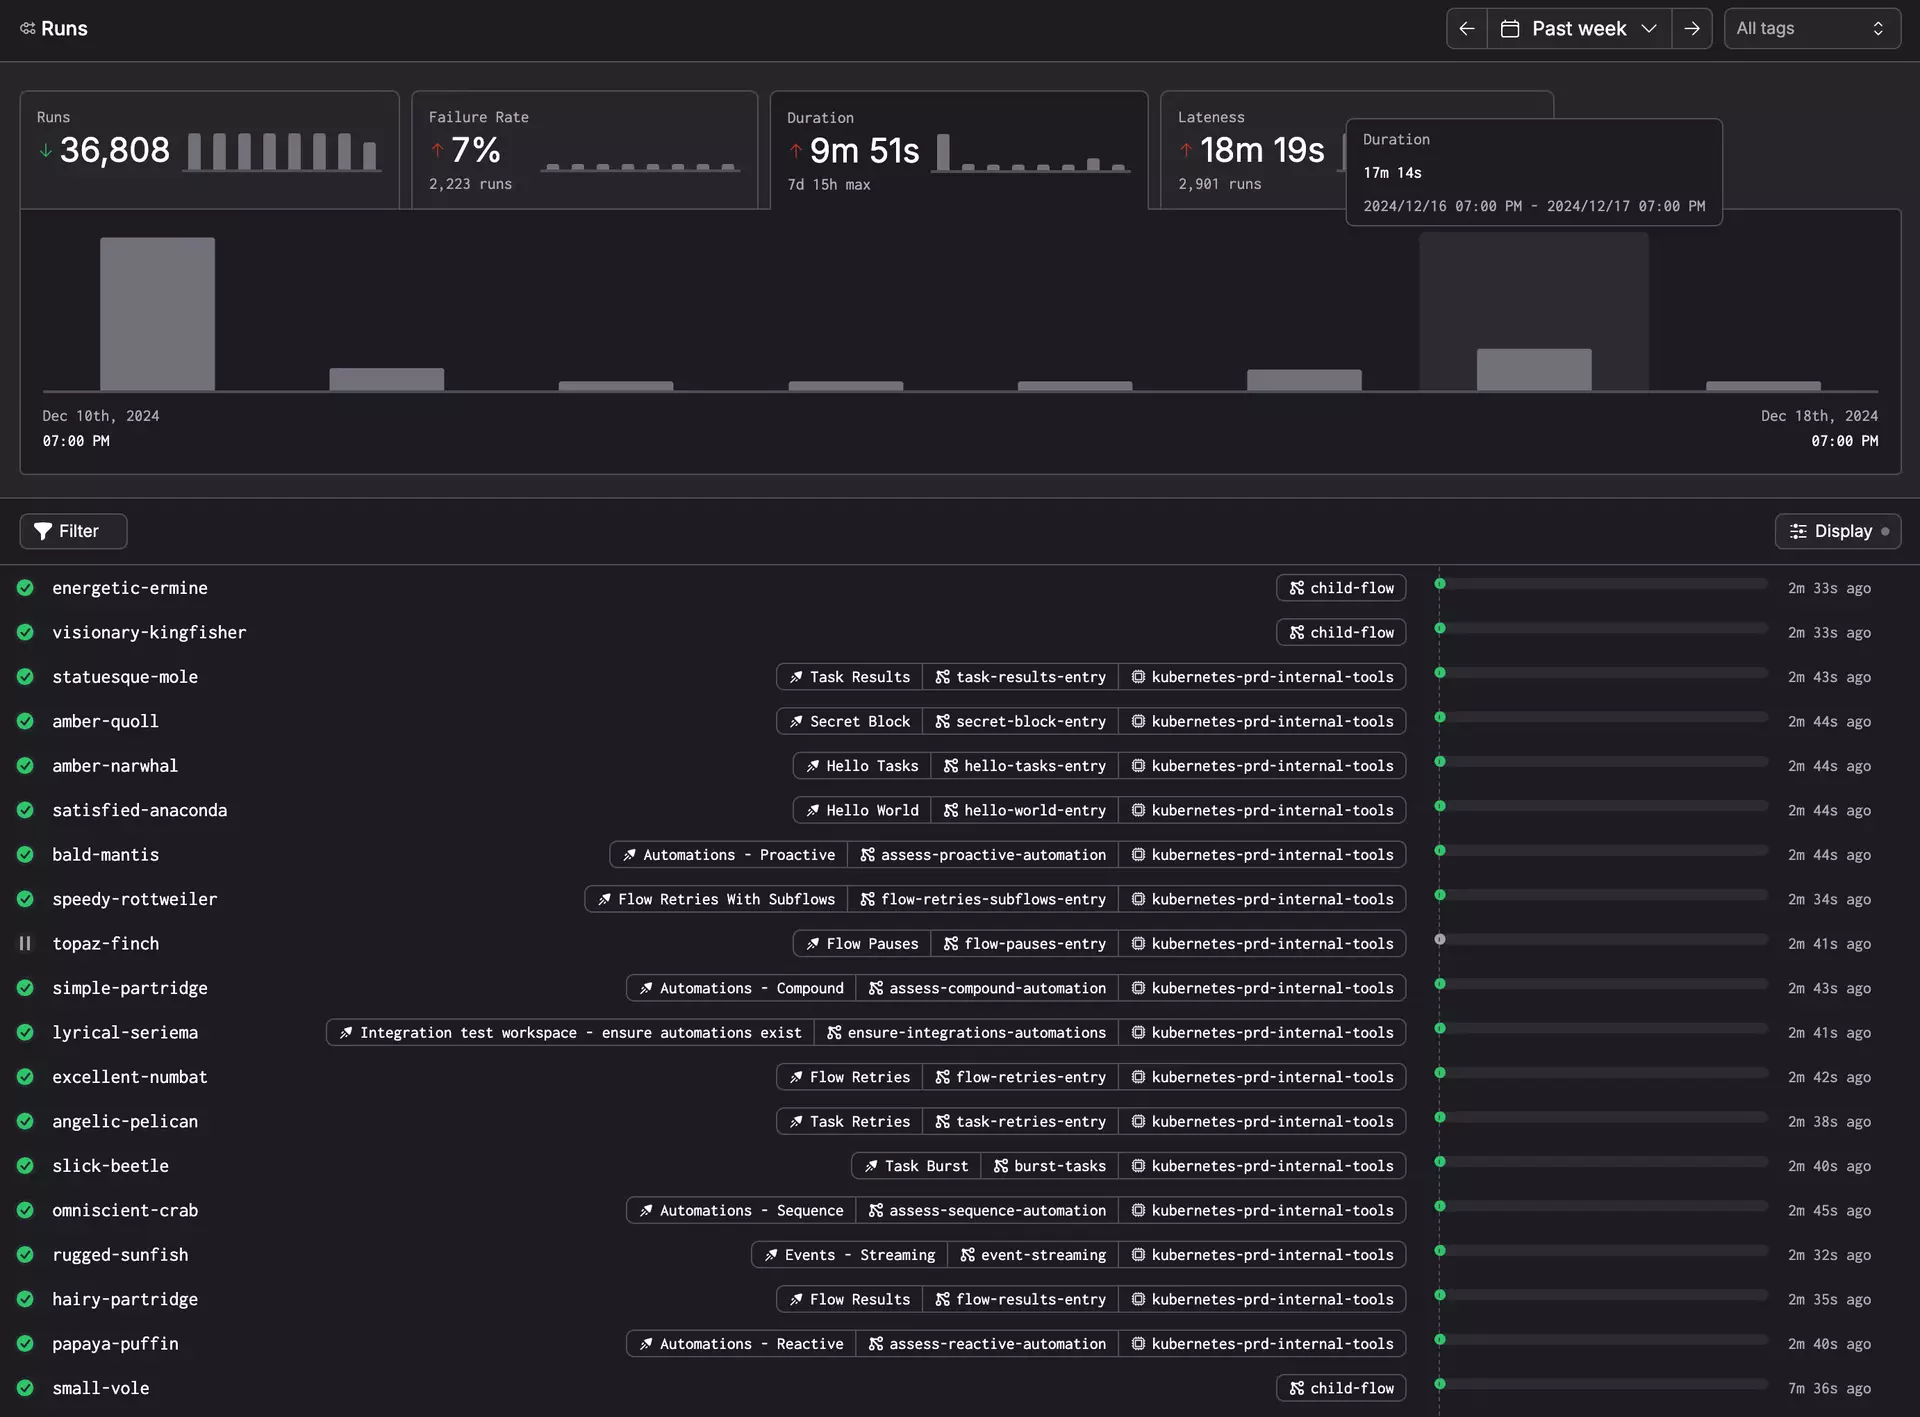 Runs
Past week
All tags
Runs
36,808
Failure Rate
7%
2,223 runs
Duration
9m 51s
7d 15h max
Lateness
18m 19s
2,901 runs
Duration
17m 14s
2024/12/16 07:00 PM - 2024/12/17 07:00 PM
Dec 10th, 2024
07:00 PM
Dec 18th, 2024
07:00 PM
Filter
Display
energetic-ermine child-flow 2m 33s ago
visionary-kingfisher child-flow 2m 33s ago
statuesque-mole Task Results task-results-entry kubernetes-prd-internal-tools 2m 43s ago
amber-quoll Secret Block secret-block-entry kubernetes-prd-internal-tools 2m 44s ago
amber-narwhal Hello Tasks hello-tasks-entry kubernetes-prd-internal-tools 2m 44s ago
satisfied-anaconda Hello World hello-world-entry kubernetes-prd-internal-tools 2m 44s ago
bald-mantis Automations - Proactive assess-proactive-automation kubernetes-prd-internal-tools 2m 44s ago
speedy-rottweiler Flow Retries With Subflows flow-retries-subflows-entry kubernetes-prd-internal-tools 2m 34s ago
topaz-finch Flow Pauses flow-pauses-entry kubernetes-prd-internal-tools 2m 41s ago
simple-partridge Automations - Compound assess-compound-automation kubernetes-prd-internal-tools 2m 43s ago
lyrical-seriema Integration test workspace - ensure automations exist ensure-integrations-automations kubernetes-prd-internal-tools 2m 41s ago
excellent-numbat Flow Retries flow-retries-entry kubernetes-prd-internal-tools 2m 42s ago
angelic-pelican Task Retries task-retries-entry kubernetes-prd-internal-tools 2m 38s ago
slick-beetle Task Burst burst-tasks kubernetes-prd-internal-tools 2m 40s ago
omniscient-crab Automations - Sequence assess-sequence-automation kubernetes-prd-internal-tools 2m 45s ago
rugged-sunfish Events - Streaming event-streaming kubernetes-prd-internal-tools 2m 32s ago
hairy-partridge Flow Results flow-results-entry kubernetes-prd-internal-tools 2m 35s ago
papaya-puffin Automations - Reactive assess-reactive-automation kubernetes-prd-internal-tools 2m 40s ago
small-vole child-flow 7m 36s ago